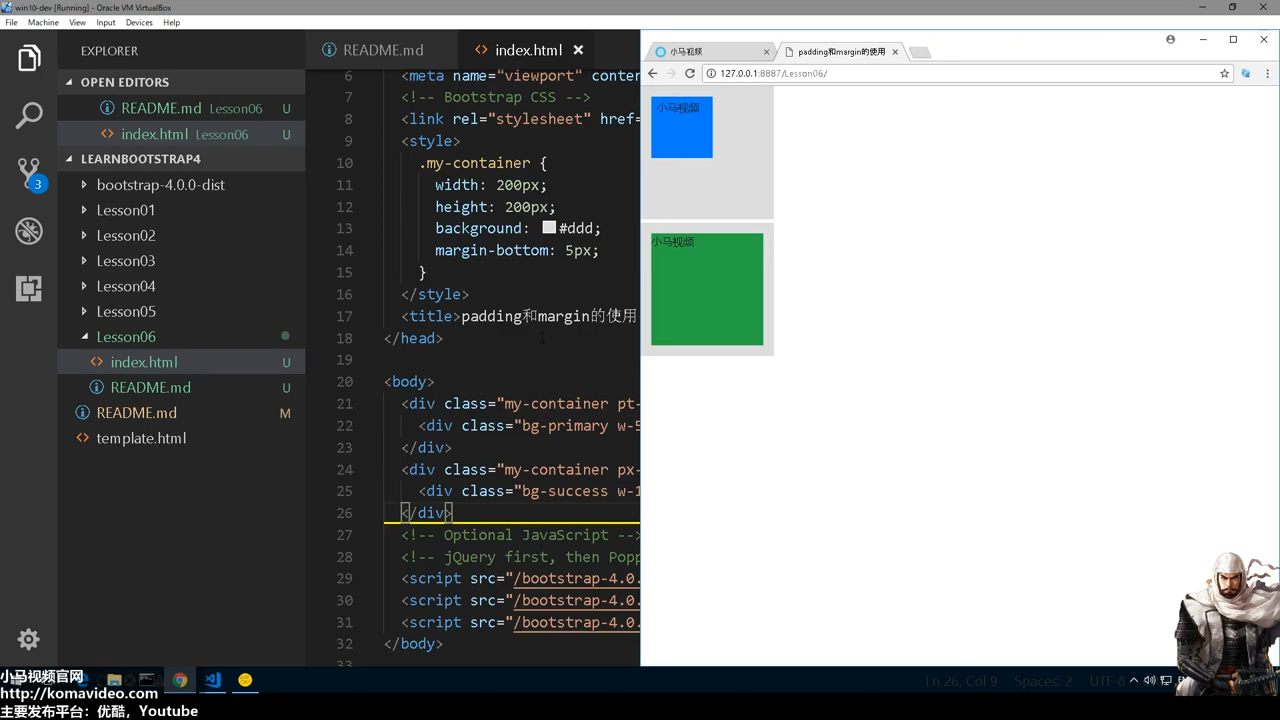 win10-dev [Running] - Oracle VM VirtualBox
File Machine View Input Devices Help
EXPLORER
OPEN EDITORS
README.md Lesson06 U
index.html Lesson06 U
LEARNBOOTSTRAP4
bootstrap-4.0.0-dist
Lesson01
Lesson02
Lesson03
Lesson04
Lesson05
Lesson06
index.html U
README.md U
README.md M
template.html
3
README.md
index.html
6 <meta name="viewport" conten
7 <!-- Bootstrap CSS -->
8 <link rel="stylesheet" href=
9 <style>
10 .my-container {
11 width: 200px;
12 height: 200px;
13 background: #ddd;
14 margin-bottom: 5px;
15 }
16 </style>
17 <title>padding和margin的使用
18 </head>
19
20 <body>
21 <div class="my-container pt-
22 <div class="bg-primary w-5
23 </div>
24 <div class="my-container px-
25 <div class="bg-success w-1
26 </div>
27 <!-- Optional JavaScript -->
28 <!-- jQuery first, then Popp
29 <script src="/bootstrap-4.0.
30 <script src="/bootstrap-4.0.
31 <script src="/bootstrap-4.0.
32 </body>
33
小马视频
padding和margin的使用
127.0.0.1:8887/Lesson06/
小马视频
小马视频
Ln 26, Col 9 Spaces: 2 UTF-8
小马视频官网
http://komavideo.com
主要发布平台: 优酷, Youtube